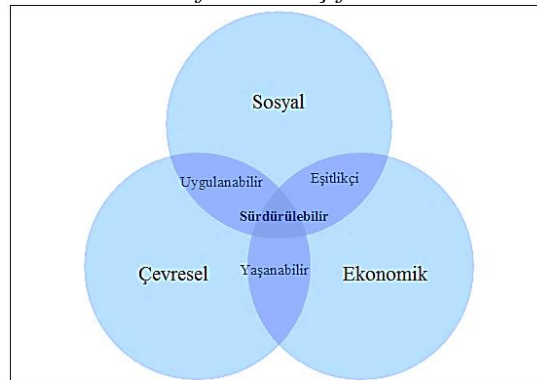 Sosyal
Uygulanabilir
Eşitlikçi
Sürdürülebilir
Çevresel
Yaşanabilir
Ekonomik